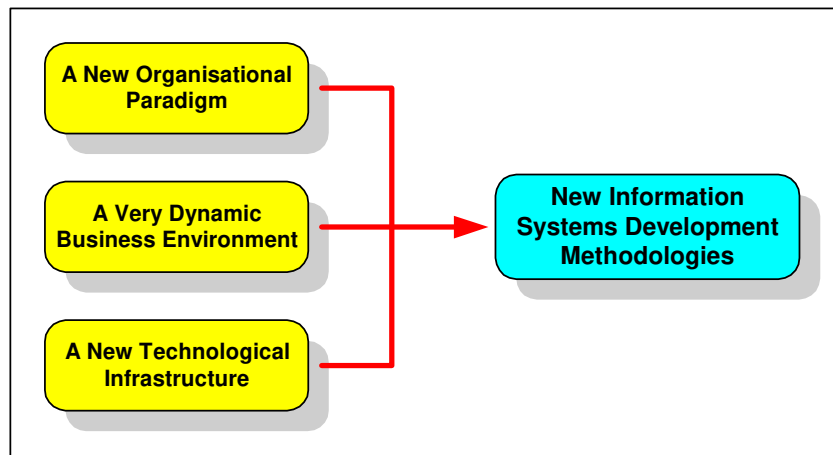 A New Organisational
Paradigm
A Very Dynamic
Business Environment
A New Technological
Infrastructure
New Information
Systems Development
Methodologies